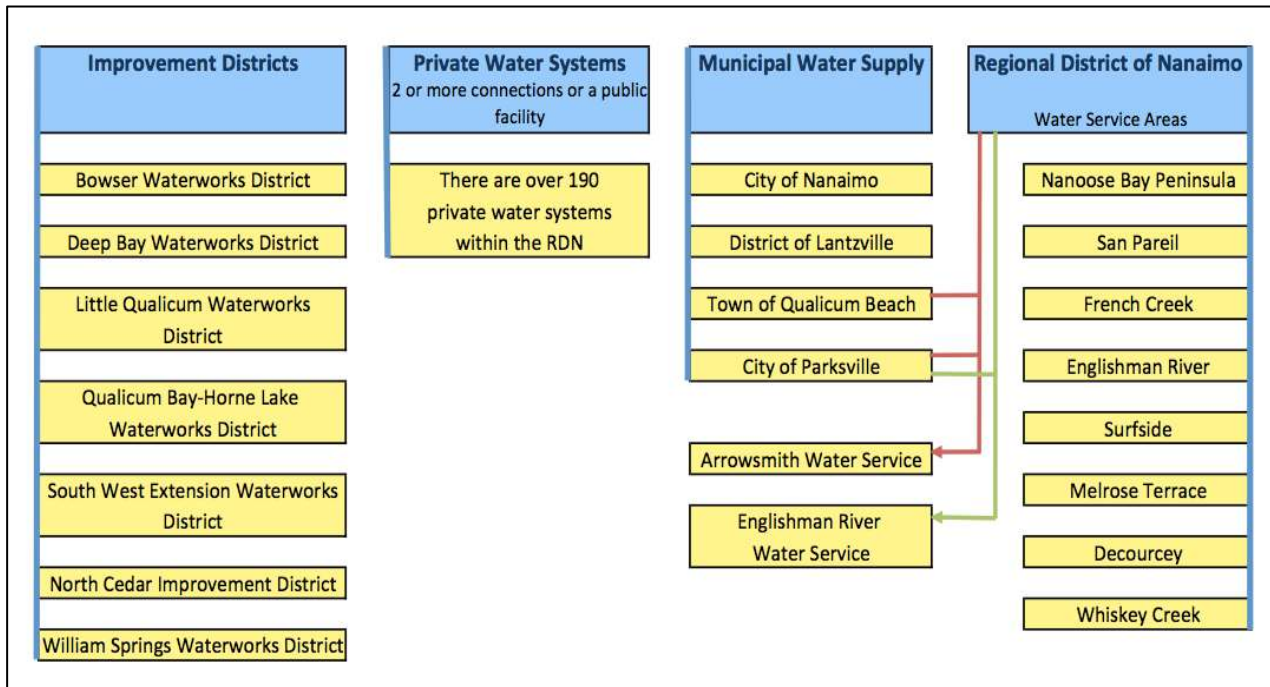 Improvement Districts
Bowser Waterworks District
Deep Bay Waterworks District
Little Qualicum Waterworks
District
Qualicum Bay-Horne Lake
Waterworks District
South West Extension Waterworks
District
North Cedar Improvement District
William Springs Waterworks District
Private Water Systems
2 or more connections or a public
facility
There are over 190
private water systems
within the RDN
Municipal Water Supply
City of Nanaimo
District of Lantzville
Town of Qualicum Beach
City of Parksville
Arrowsmith Water Service
Englishman River
Water Service
Regional District of Nanaimo
Water Service Areas
Nanoose Bay Peninsula
San Pareil
French Creek
Englishman River
Surfside
Melrose Terrace
Decourcey
Whiskey Creek